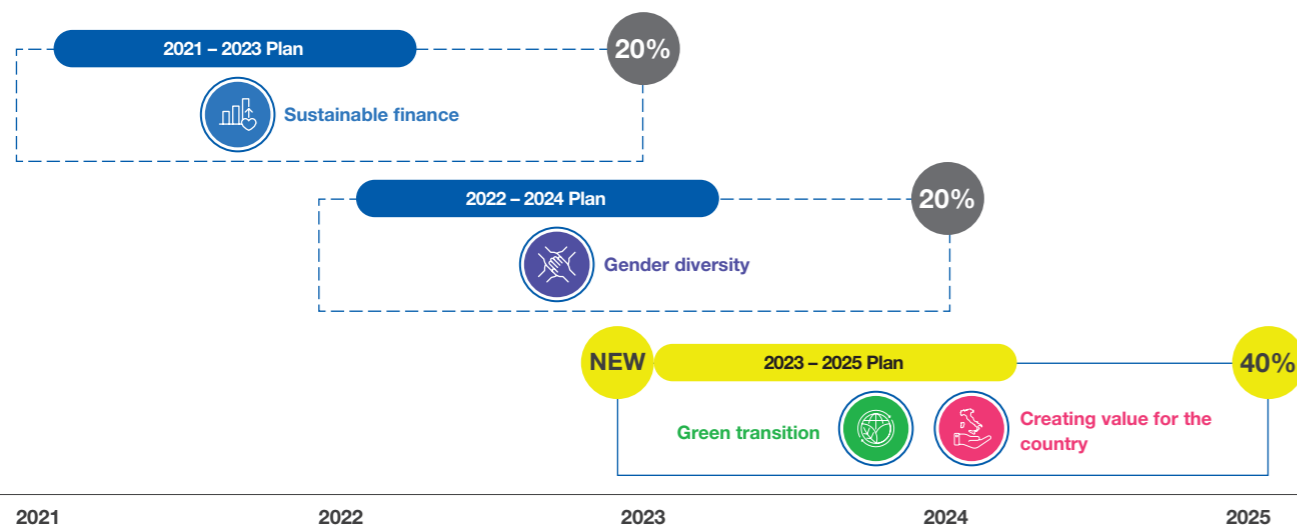 2021 – 2023 Plan
20%
Sustainable finance
2022 – 2024 Plan
20%
Gender diversity
NEW
2023 – 2025 Plan
40%
Green transition
Creating value for the
country
2021
2022
2023
2024
2025